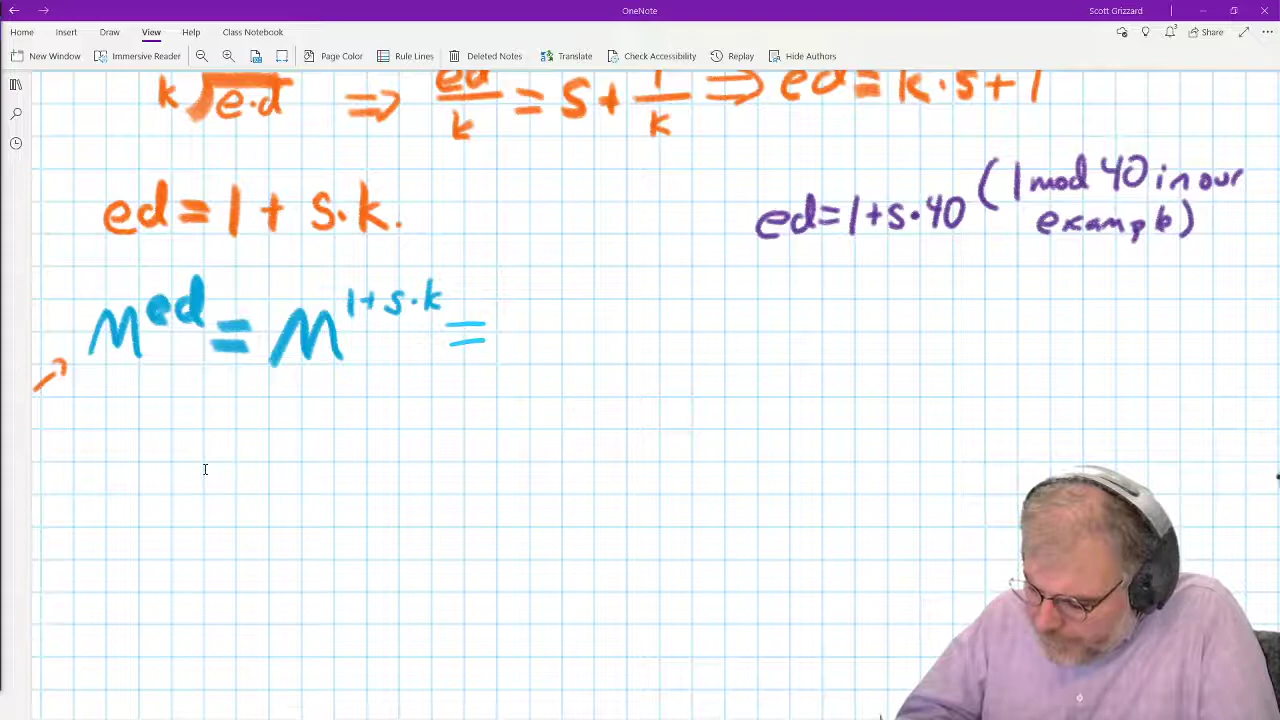 OneNote
Scott Grizzard
Home Insert Draw View Help Class Notebook
Share
New Window Immersive Reader Page Color Rule Lines Deleted Notes Translate Check Accessibility Replay Hide Authors
k √e·d ⇒ ed/k = s + 1/k ⇒ ed = k·s+1
ed = 1 + s·k.
ed=1+s·40 (1 mod 40 in our
example)
M^ed = M^1+s·k =